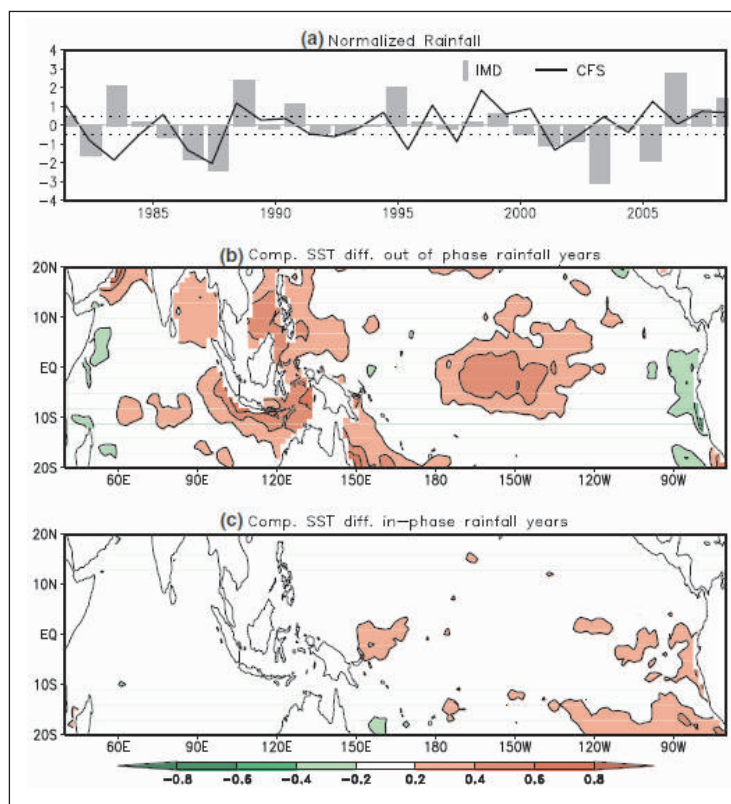 (a) Normalized Rainfall
4
3
2
1
0
-1
-2
-3
-4
IMD CFS
1985 1990 1995 2000 2005
(b) Comp. SST diff. out of phase rainfall years
20N
10N
EQ
10S
20S
60E 90E 120E 150E 180 150W 120W 90W
(c) Comp. SST diff. in-phase rainfall years
20N
10N
EQ
10S
20S
60E 90E 120E 150E 180 150W 120W 90W
-0.8 -0.6 -0.4 -0.2 0.2 0.4 0.6 0.8